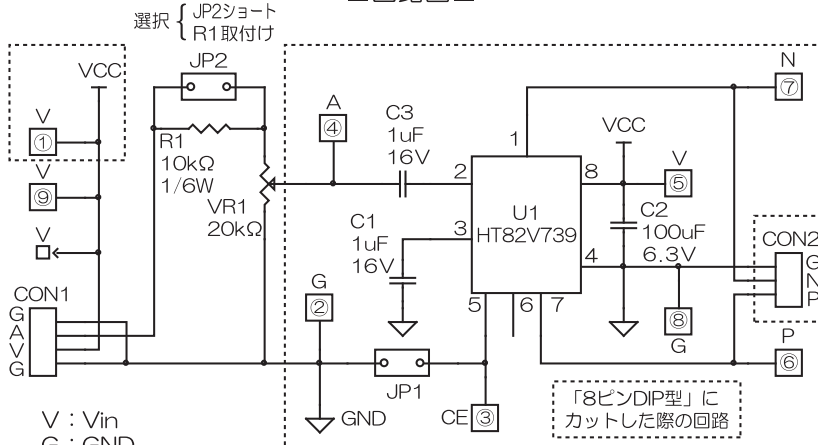 選択
JP2ショート
R1取付け
JP2
VCC
V
①
V
⑨
V
R1
10kΩ
1/6W
VR1
20kΩ
A
④
C3
1uF
16V
C1
1uF
16V
1
2
3
4
5
6
7
8
U1
HT82V739
VCC
V
⑤
C2
100uF
6.3V
N
⑦
CON2
G
N
P
⑧
G
P
⑥
CON1
G
A
V
G
G
②
JP1
GND
CE
③
「8ピンDIP型」に
カットした際の回路
V：Vin